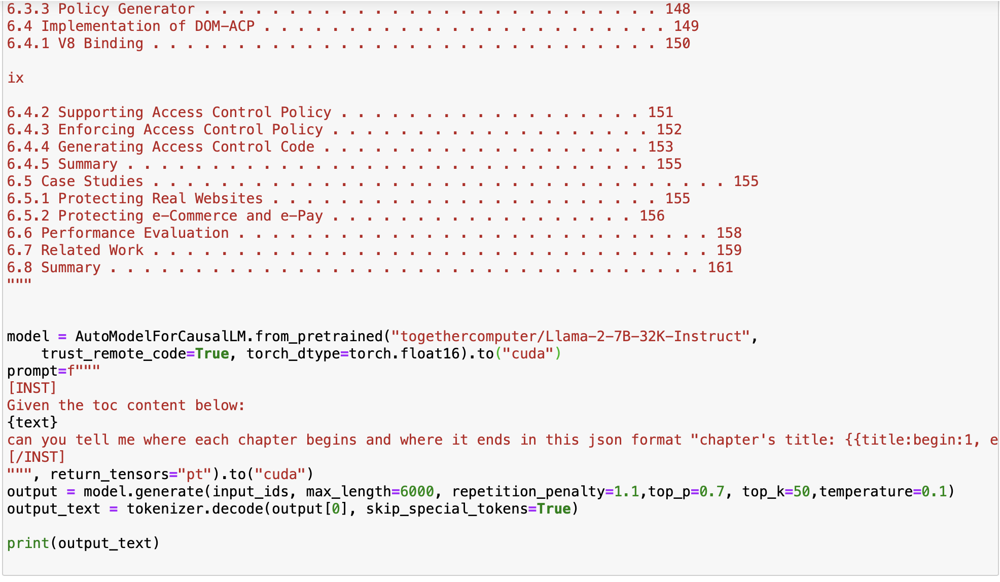 6.3.3 Policy Generator . . . . . . . . . . . . . . . . . . . . . . . . . . . 148
6.4 Implementation of DOM-ACP . . . . . . . . . . . . . . . . . . . . . . . . 149
6.4.1 V8 Binding . . . . . . . . . . . . . . . . . . . . . . . . . . . . . . 150
ix
6.4.2 Supporting Access Control Policy . . . . . . . . . . . . . . . . . . 151
6.4.3 Enforcing Access Control Policy . . . . . . . . . . . . . . . . . . . 152
6.4.4 Generating Access Control Code . . . . . . . . . . . . . . . . . . . 153
6.4.5 Summary . . . . . . . . . . . . . . . . . . . . . . . . . . . . . . . 155
6.5 Case Studies . . . . . . . . . . . . . . . . . . . . . . . . . . . . . . . . . . 155
6.5.1 Protecting Real Websites . . . . . . . . . . . . . . . . . . . . . . . 155
6.5.2 Protecting e-Commerce and e-Pay . . . . . . . . . . . . . . . . . . 156
6.6 Performance Evaluation . . . . . . . . . . . . . . . . . . . . . . . . . . . . 158
6.7 Related Work . . . . . . . . . . . . . . . . . . . . . . . . . . . . . . . . . 159
6.8 Summary . . . . . . . . . . . . . . . . . . . . . . . . . . . . . . . . . . . 161
"""
model = AutoModelForCausalLM.from_pretrained("togethercomputer/Llama-2-7B-32K-Instruct",
    trust_remote_code=True, torch_dtype=torch.float16).to("cuda")
prompt=f"""
[INST]
Given the toc content below:
{text}
can you tell me where each chapter begins and where it ends in this json format "chapter's title: {{title:begin:1, e
[/INST]
""", return_tensors="pt").to("cuda")
output = model.generate(input_ids, max_length=6000, repetition_penalty=1.1,top_p=0.7, top_k=50,temperature=0.1)
output_text = tokenizer.decode(output[0], skip_special_tokens=True)
print(output_text)